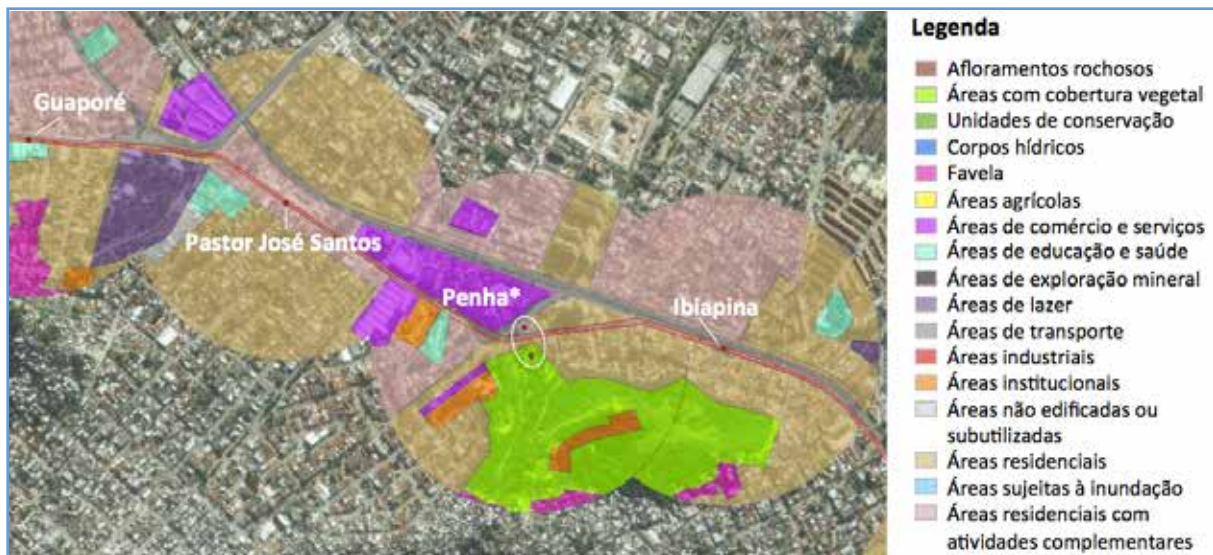 Guaporé
Pastor José Santos
Penha*
Ibiapina
Legenda
Afloramentos rochosos
Áreas com cobertura vegetal
Unidades de conservação
Corpos hídricos
Favela
Áreas agrícolas
Áreas de comércio e serviços
Áreas de educação e saúde
Áreas de exploração mineral
Áreas de lazer
Áreas de transporte
Áreas industriais
Áreas institucionais
Áreas não edificadas ou
subutilizadas
Áreas residenciais
Áreas sujeitas à inundação
Áreas residenciais com
atividades complementares